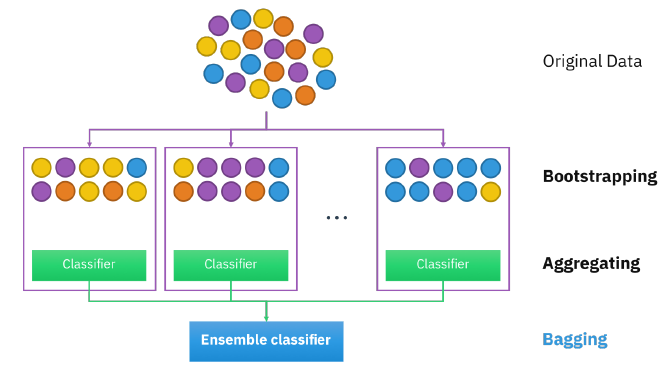 Original Data
Bootstrapping
...
Classifier
Classifier
Classifier
Aggregating
Ensemble classifier
Bagging